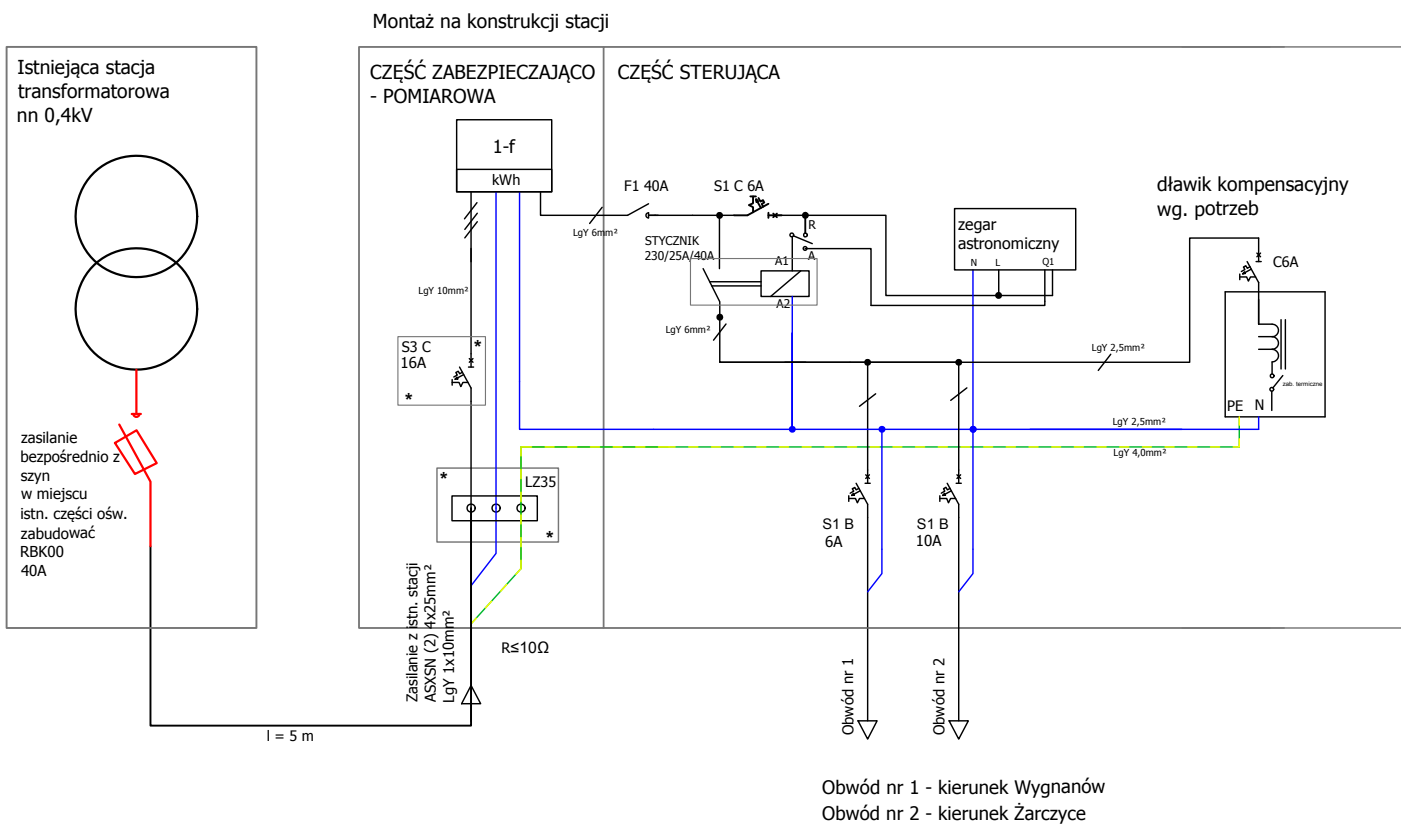 Montaż na konstrukcji stacji
Istniejąca stacja
transformatorowa
nn 0,4kV
CZĘŚĆ ZABEZPIECZAJĄCO
- POMIAROWA
CZĘŚĆ STERUJĄCA
1-f
kWh
F1 40A
S1 C 6A
LgY 6mm²
STYCZNIK
230/25A/40A
R
A
A1
A2
zegar
astronomiczny
N L Q1
dławik kompensacyjny
wg. potrzeb
C6A
LgY 10mm²
LgY 6mm²
LgY 2,5mm²
S3 C
16A
*
*
zab. termiczne
PE N
LgY 2,5mm²
LgY 4,0mm²
zasilanie
bezpośrednio z
szyn
w miejscu
istn. części ośw.
zabudować
RBK00
40A
*
LZ35
*
S1 B
6A
S1 B
10A
Zasilanie z istn. stacji
ASXSN (2) 4x25mm²
LgY 1x10mm²
R≤10Ω
Obwód nr 1
Obwód nr 2
l = 5 m
Obwód nr 1 - kierunek Wygnanów
Obwód nr 2 - kierunek Żarczyce